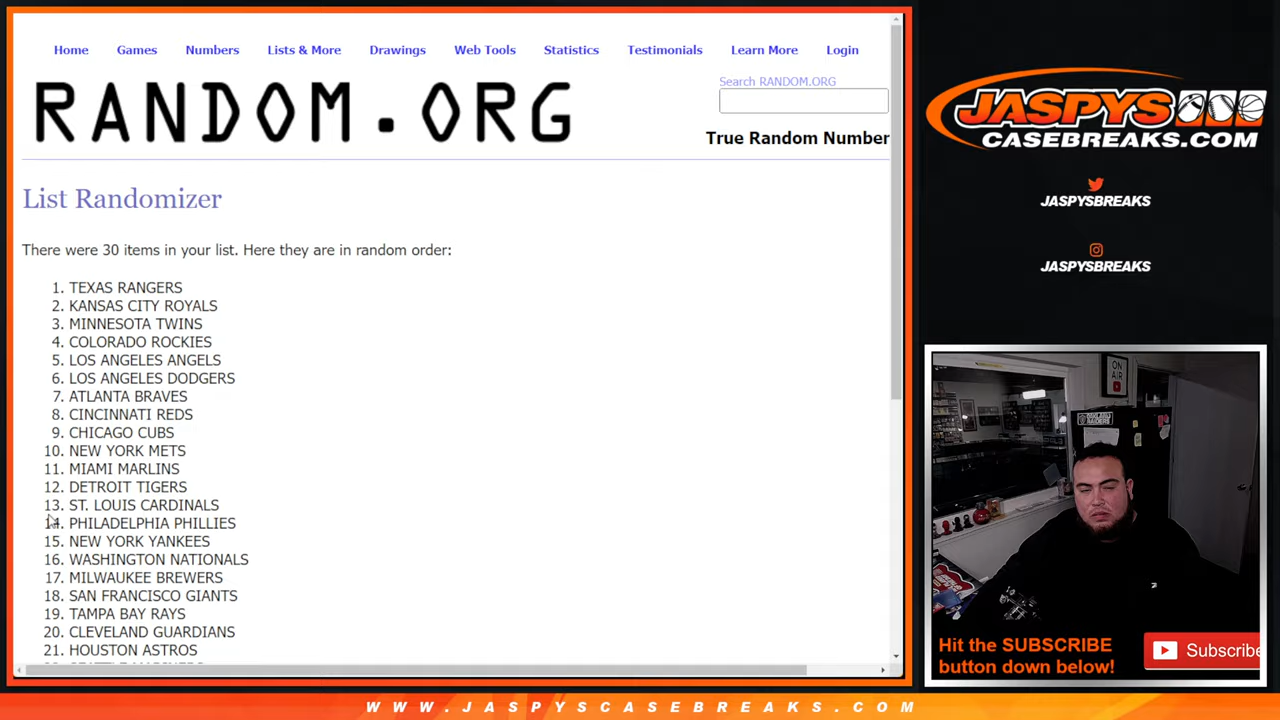 Home Games Numbers Lists & More Drawings Web Tools Statistics Testimonials Learn More Login
RANDOM.ORG
Search RANDOM.ORG
True Random Number
List Randomizer
There were 30 items in your list. Here they are in random order:
1. TEXAS RANGERS
2. KANSAS CITY ROYALS
3. MINNESOTA TWINS
4. COLORADO ROCKIES
5. LOS ANGELES ANGELS
6. LOS ANGELES DODGERS
7. ATLANTA BRAVES
8. CINCINNATI REDS
9. CHICAGO CUBS
10. NEW YORK METS
11. MIAMI MARLINS
12. DETROIT TIGERS
13. ST. LOUIS CARDINALS
14. PHILADELPHIA PHILLIES
15. NEW YORK YANKEES
16. WASHINGTON NATIONALS
17. MILWAUKEE BREWERS
18. SAN FRANCISCO GIANTS
19. TAMPA BAY RAYS
20. CLEVELAND GUARDIANS
21. HOUSTON ASTROS
JASPYS
CASEBREAKS.COM
JASPYSBREAKS
JASPYSBREAKS
ON
AIR
Hit the SUBSCRIBE
button down below!
Subscribe
WWW.JASPYSCASEBREAKS.COM